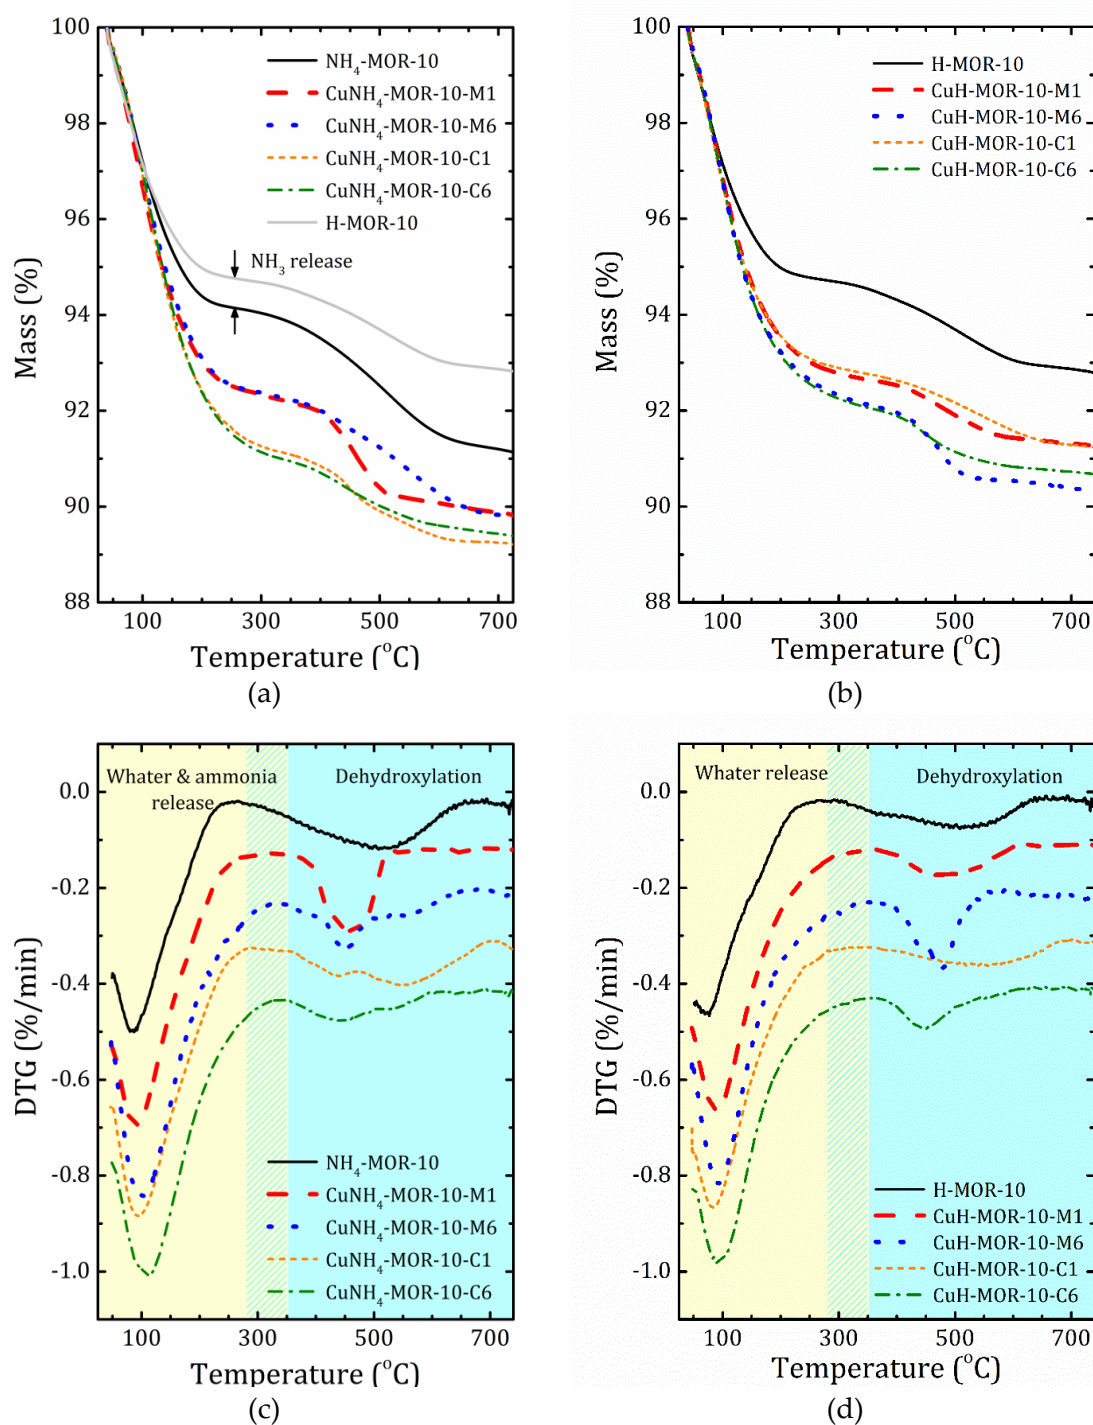 100
98
96
94
92
90
88
Mass (%)
NH4-MOR-10
CuNH4-MOR-10-M1
CuNH4-MOR-10-M6
CuNH4-MOR-10-C1
CuNH4-MOR-10-C6
H-MOR-10
NH3 release
100 300 500 700
Temperature (°C)
(a)
100
98
96
94
92
90
88
Mass (%)
H-MOR-10
CuH-MOR-10-M1
CuH-MOR-10-M6
CuH-MOR-10-C1
CuH-MOR-10-C6
100 300 500 700
Temperature (°C)
(b)
0.0
-0.2
-0.4
-0.6
-0.8
-1.0
DTG (%/min)
Whater & ammonia
release
Dehydroxylation
NH4-MOR-10
CuNH4-MOR-10-M1
CuNH4-MOR-10-M6
CuNH4-MOR-10-C1
CuNH4-MOR-10-C6
100 300 500 700
Temperature (°C)
(c)
0.0
-0.2
-0.4
-0.6
-0.8
-1.0
DTG (%/min)
Whater release
Dehydroxylation
H-MOR-10
CuH-MOR-10-M1
CuH-MOR-10-M6
CuH-MOR-10-C1
CuH-MOR-10-C6
100 300 500 700
Temperature (°C)
(d)